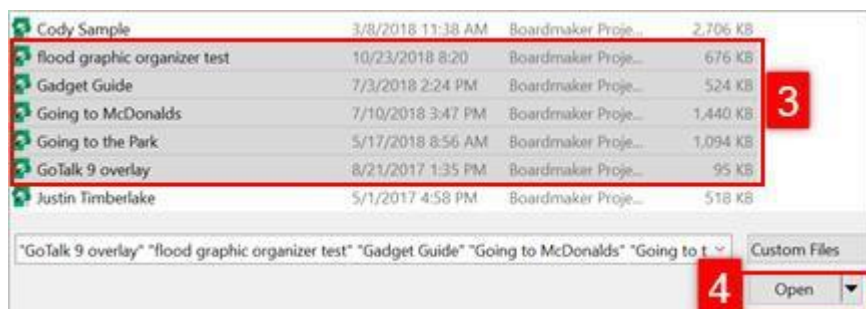 Cody Sample 3/8/2018 11:38 AM Boardmaker Proje... 2,706 KB
flood graphic organizer test 10/23/2018 8:20 Boardmaker Proje... 676 KB
Gadget Guide 7/3/2018 2:24 PM Boardmaker Proje... 524 KB
Going to McDonalds 7/10/2018 3:47 PM Boardmaker Proje... 1,440 KB
Going to the Park 5/17/2018 8:56 AM Boardmaker Proje... 1,094 KB
GoTalk 9 overlay 8/21/2017 1:35 PM Boardmaker Proje... 95 KB
3
Justin Timberlake 5/1/2017 4:58 PM Boardmaker Proje... 518 KB
"GoTalk 9 overlay" "flood graphic organizer test" "Gadget Guide" "Going to McDonalds" "Going to t Custom Files
4 Open